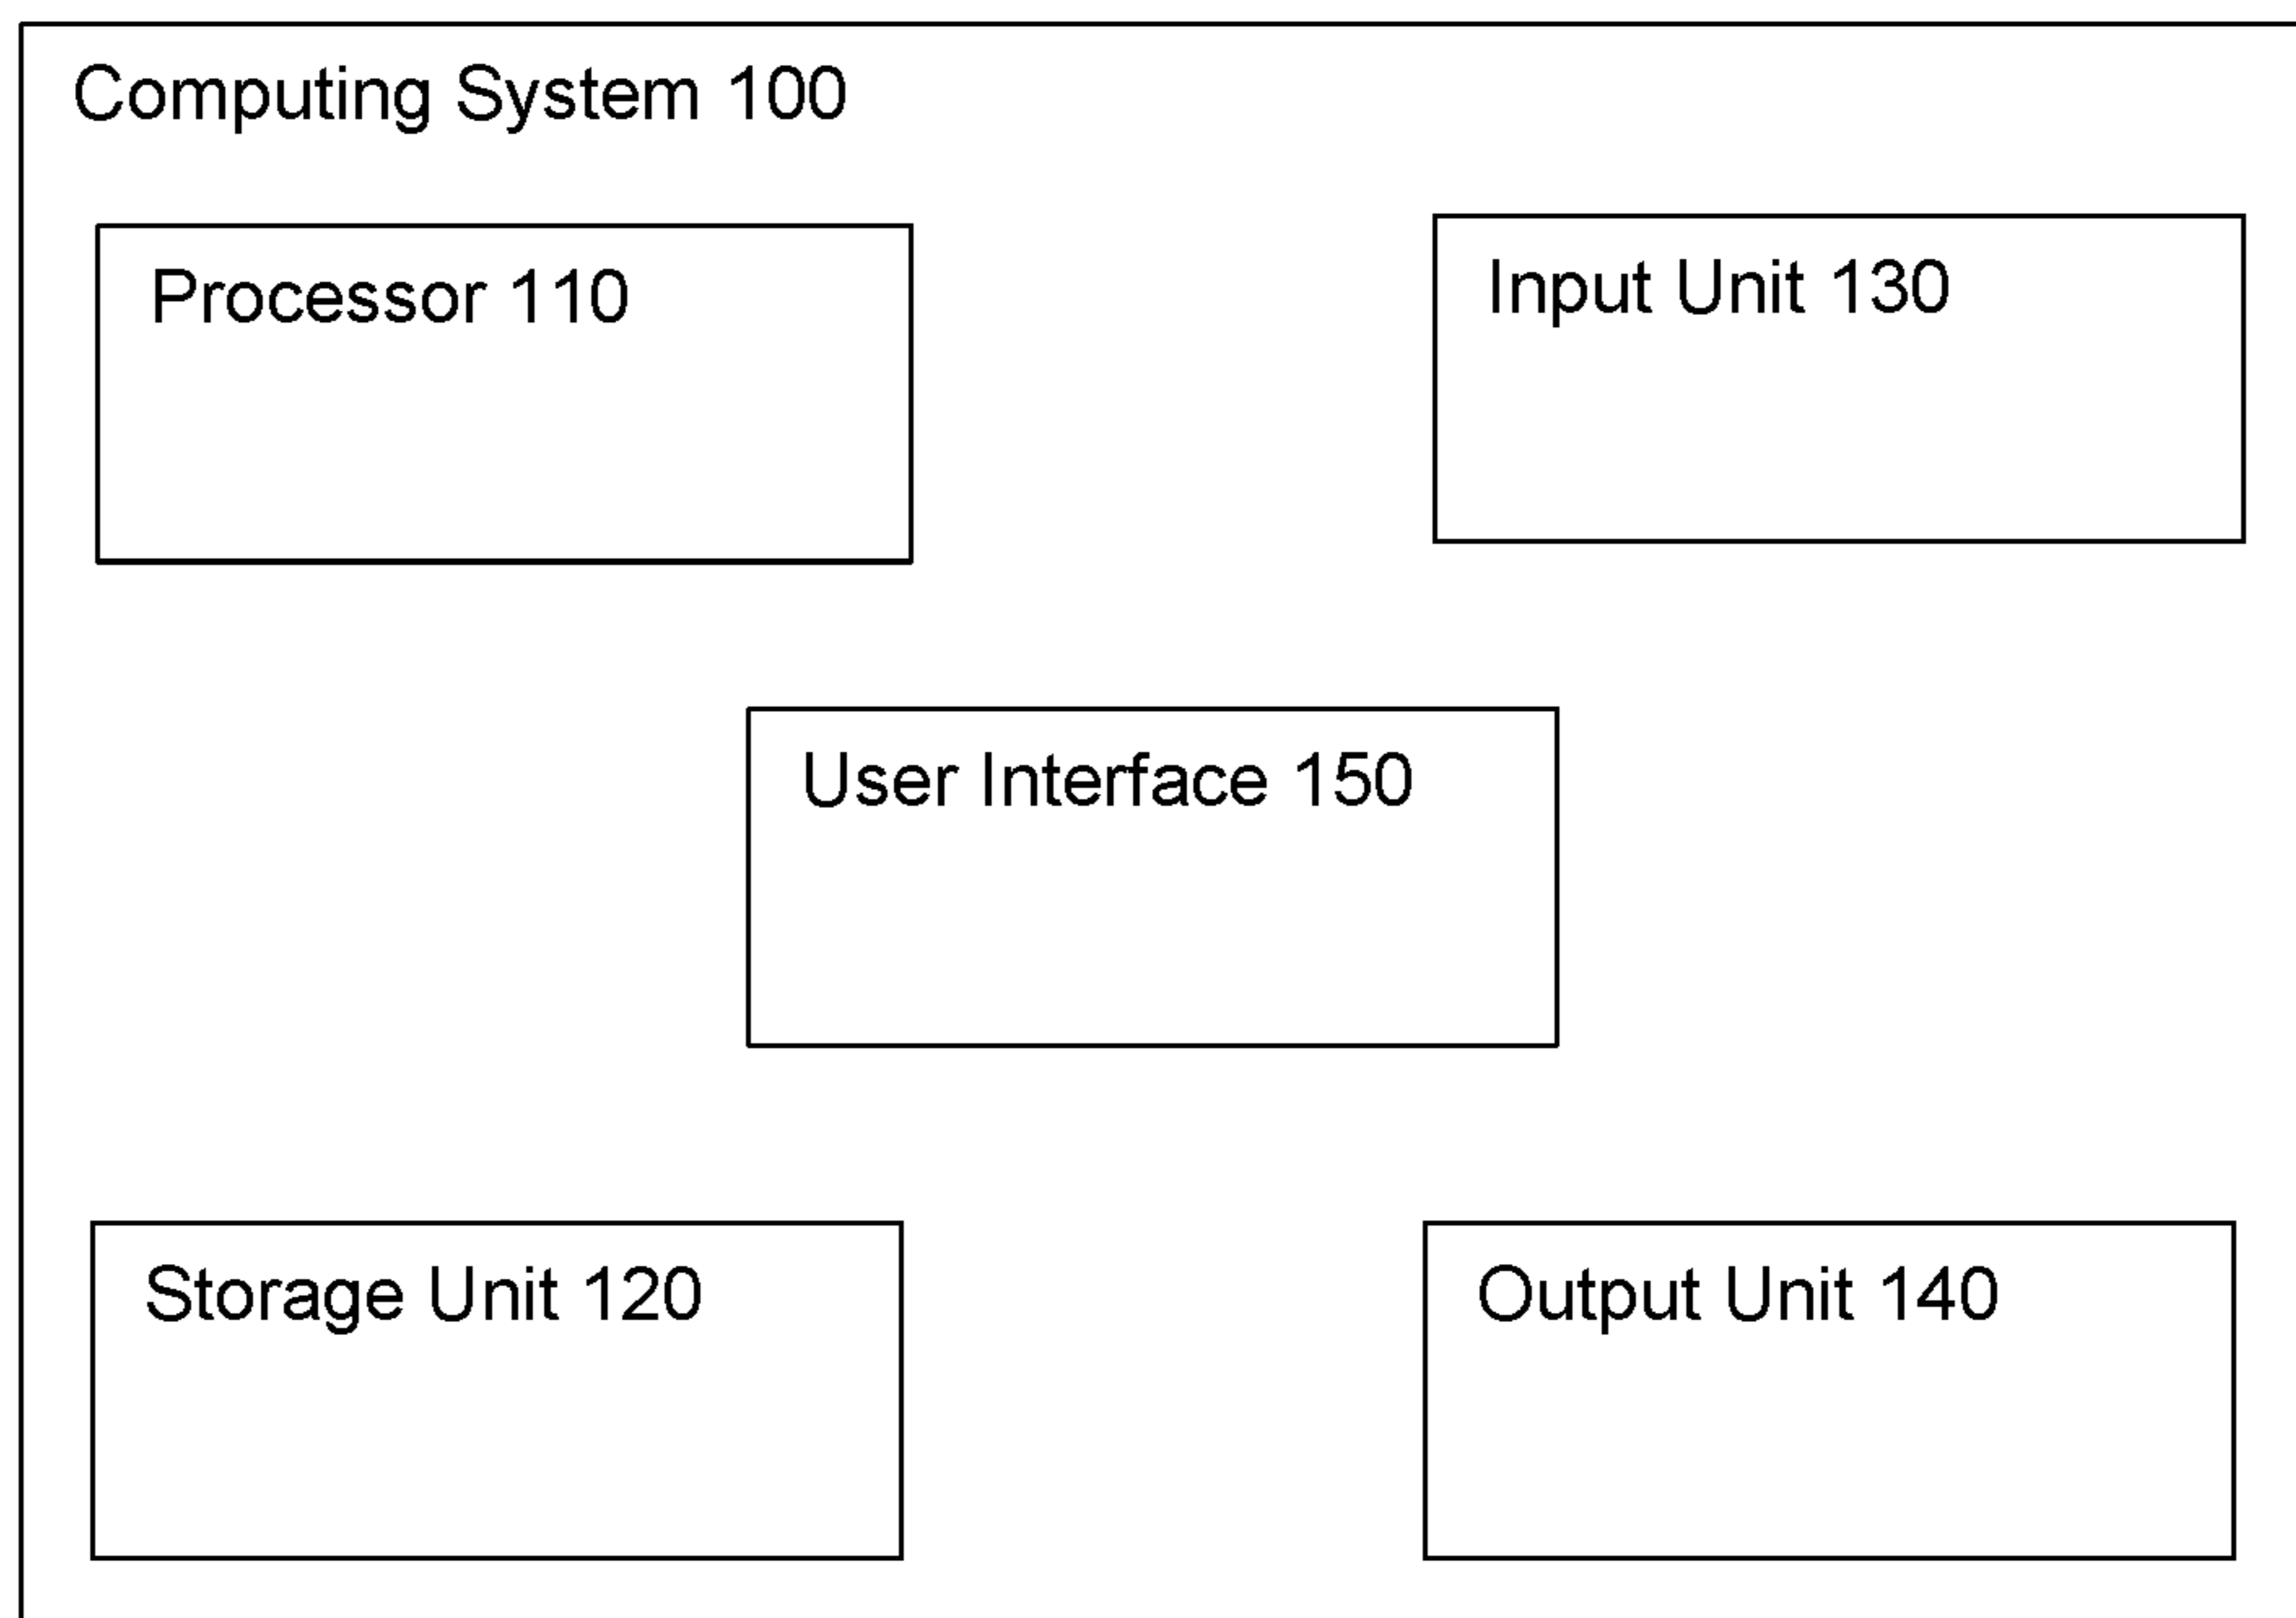 Computing System 100
Processor 110
Input Unit 130
User Interface 150
Storage Unit 120
Output Unit 140